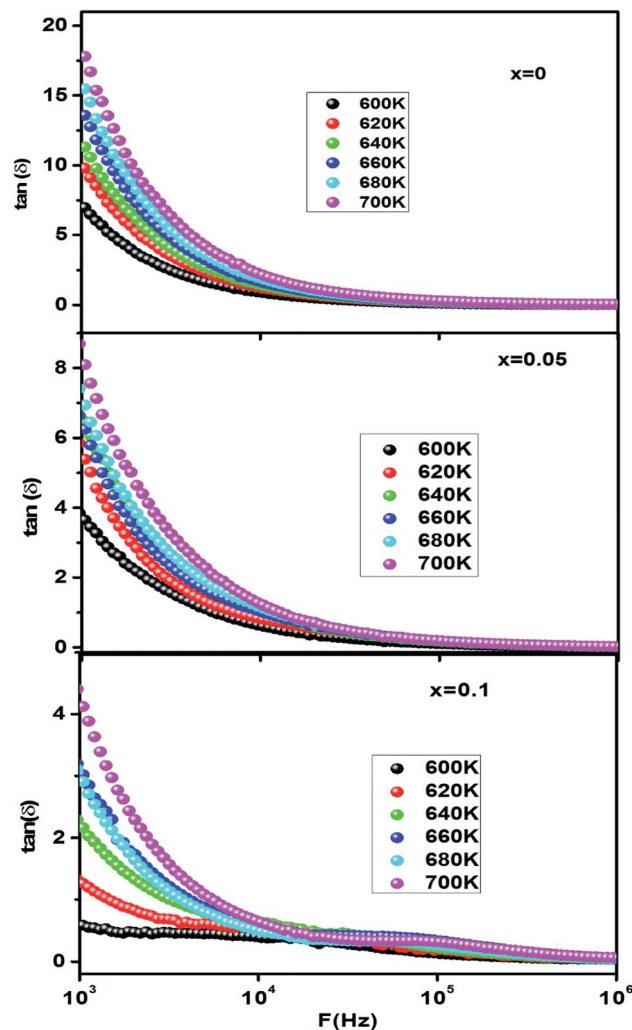 20
15
10
5
0
tan (δ)
x=0
600K
620K
640K
660K
680K
700K
8
6
4
2
0
tan (δ)
x=0.05
600K
620K
640K
660K
680K
700K
4
2
0
tan(δ)
x=0.1
600K
620K
640K
660K
680K
700K
10³ 10⁴ 10⁵ 10⁶
F(Hz)